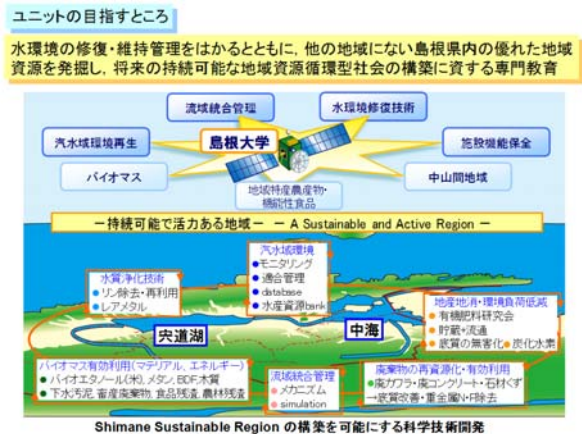 ユニットの目指すところ
水環境の修復・維持管理をはかるとともに，他の地域にない島根県内の優れた地域
資源を発掘し，将来の持続可能な地域資源循環型社会の構築に資する専門教育
流域統合管理
水環境修復技術
汽水域環境再生
島根大学
施設機能保全
バイオマス
地域特産農産物・
機能性食品
中山間地域
－持続可能で活力ある地域－ － A Sustainable and Active Region －
水質浄化技術
リン除去・再利用
レアメタル
汽水域環境
モニタリング
適合管理
database
水産資源bank
地産地消・環境負荷低減
有機肥料研究会
貯蔵・流通
底質の無害化 炭化水素
宍道湖
中海
バイオマス有効利用(マテリアル，エネルギー)
バイオエタノール(米)，メタン，BDF，木質
下水汚泥，畜産廃棄物，食品残渣，農林残渣
流域統合管理
メカニズム
simulation
廃棄物の再資源化・有効利用
廃ガワラ・廃コンクリート・石材くず
→底質改善・重金属N・P除去
Shimane Sustainable Region の構築を可能にする科学技術開発